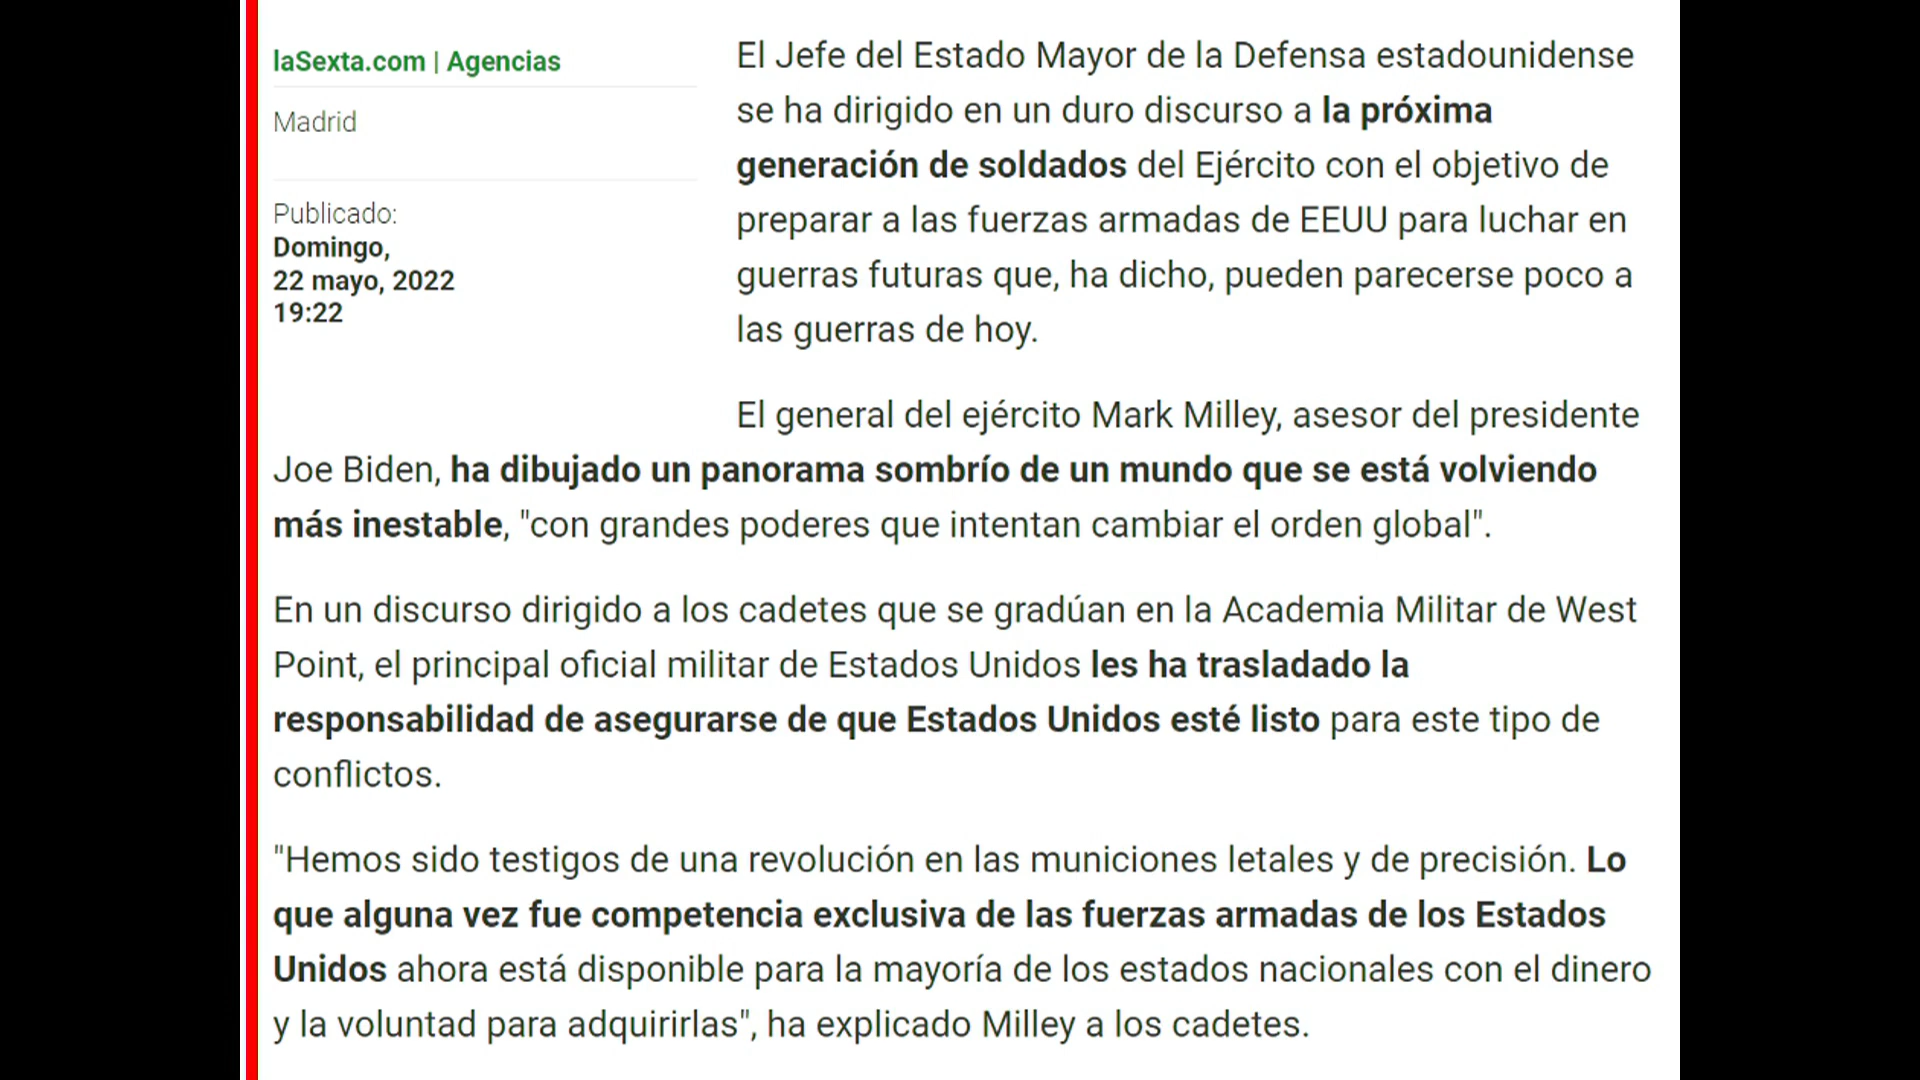 laSexta.com | Agencias
Madrid
Publicado:
Domingo,
22 mayo, 2022
19:22
El Jefe del Estado Mayor de la Defensa estadounidense
se ha dirigido en un duro discurso a la próxima
generación de soldados del Ejército con el objetivo de
preparar a las fuerzas armadas de EEUU para luchar en
guerras futuras que, ha dicho, pueden parecerse poco a
las guerras de hoy.
El general del ejército Mark Milley, asesor del presidente
Joe Biden, ha dibujado un panorama sombrío de un mundo que se está volviendo
más inestable, "con grandes poderes que intentan cambiar el orden global".
En un discurso dirigido a los cadetes que se gradúan en la Academia Militar de West
Point, el principal oficial militar de Estados Unidos les ha trasladado la
responsabilidad de asegurarse de que Estados Unidos esté listo para este tipo de
conflictos.
"Hemos sido testigos de una revolución en las municiones letales y de precisión. Lo
que alguna vez fue competencia exclusiva de las fuerzas armadas de los Estados
Unidos ahora está disponible para la mayoría de los estados nacionales con el dinero
y la voluntad para adquirirlas", ha explicado Milley a los cadetes.